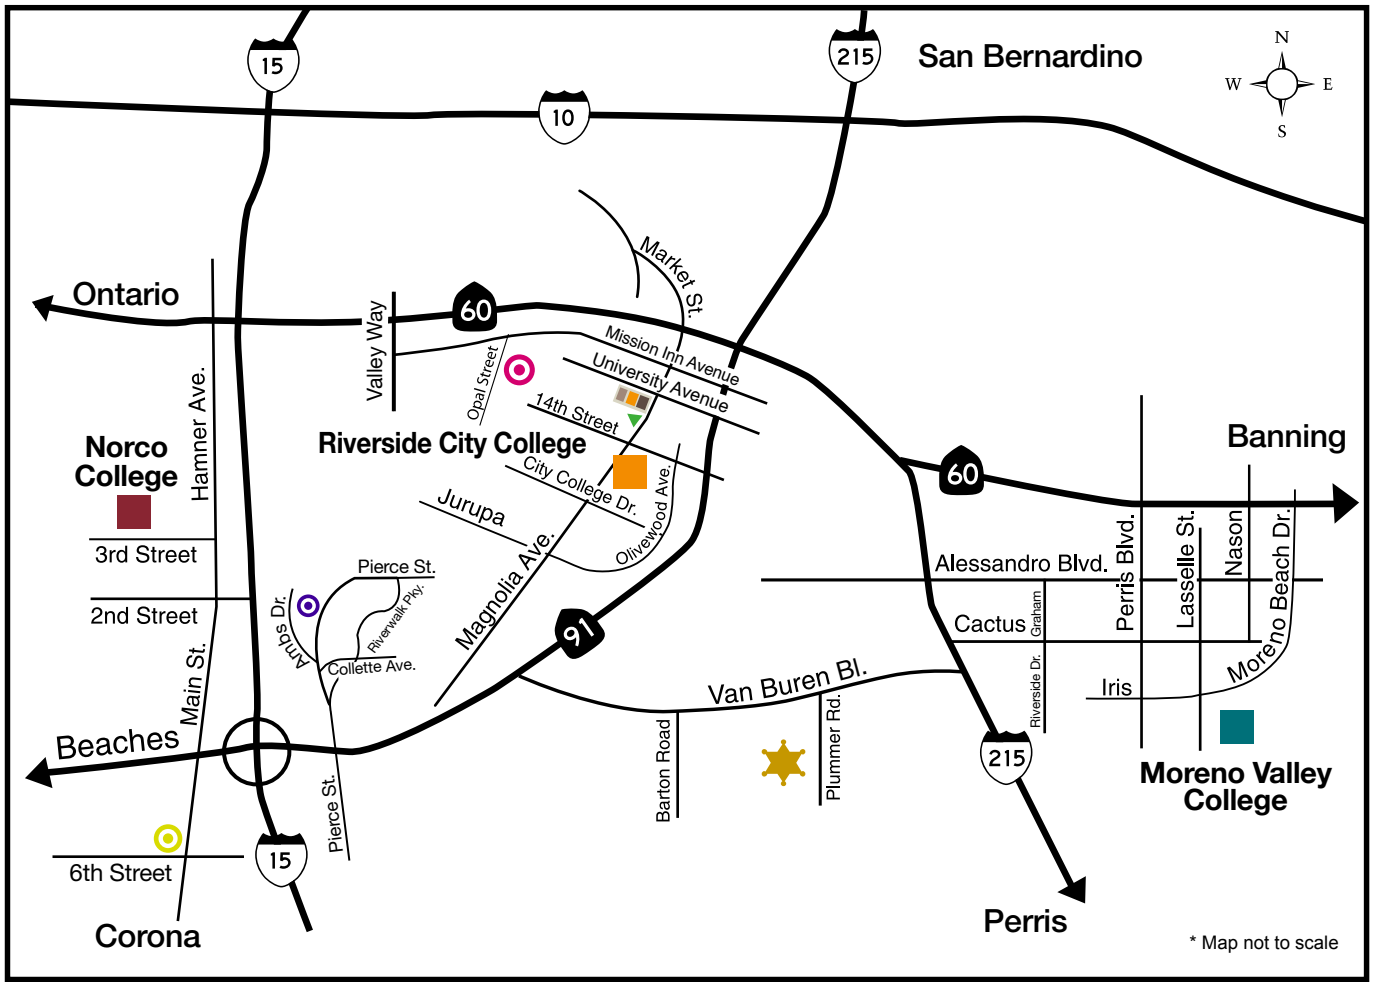 15
215
San Bernardino
N
W
E
S
10
Market St.
Ontario
60
Valley Way
Mission Inn Avenue
University Avenue
Opal Street
14th Street
Hamner Ave.
Norco
College
Riverside City College
City College Dr.
Jurupa
Olivewood Ave.
60
Banning
3rd Street
2nd Street
Pierce St.
Riverwalk Pky.
Ambs Dr.
Collette Ave.
Magnolia Ave.
91
Alessandro Blvd.
Graham
Cactus
Perris Blvd.
Lasselle St.
Nason
Moreno Beach Dr.
Iris
Riverside Dr.
Main St.
Beaches
Van Buren Bl.
Barton Road
Plummer Rd.
215
Moreno Valley
College
Pierce St.
15
6th Street
Corona
Perris
* Map not to scale